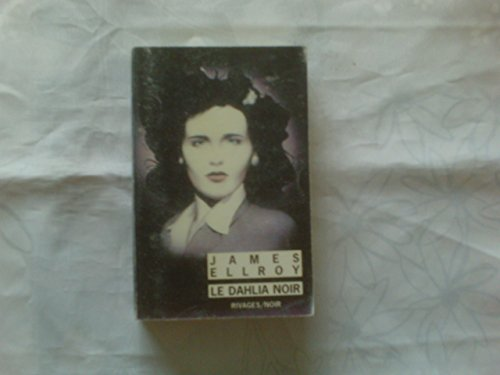 JAMES
ELLROY
LE DAHLIA NOIR
RIVAGES/NOIR